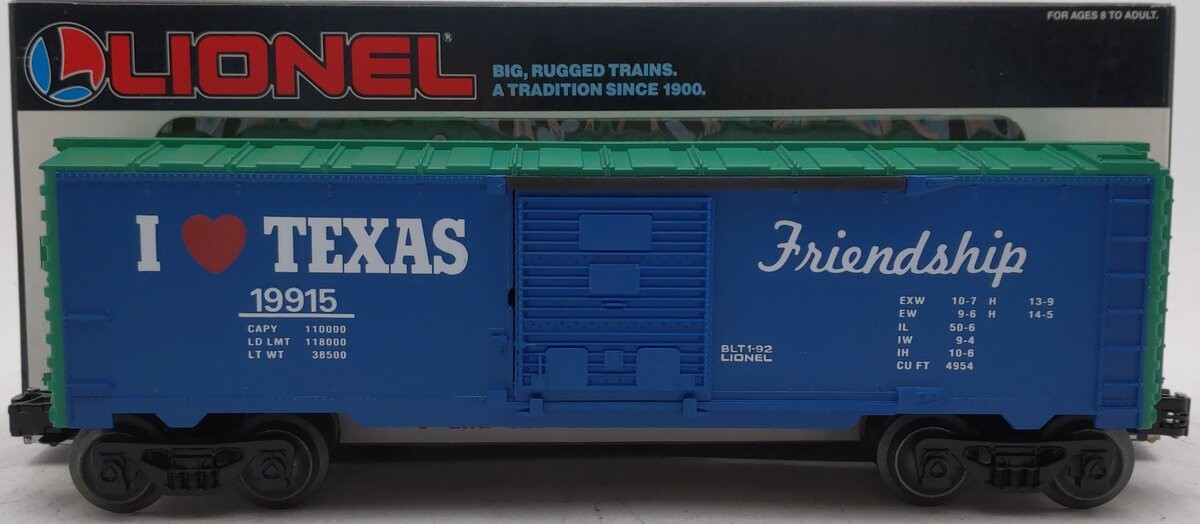 FOR AGES 8 TO ADULT.
LIONEL®
BIG, RUGGED TRAINS.
A TRADITION SINCE 1900.
I ♥ TEXAS
19915
CAPY 110000
LD LMT 118000
LT WT 38500
BLT 1-92
LIONEL
Friendship
EXW 10-7 H 13-9
EW 9-6 H 14-5
IL 50-6
IW 9-4
IH 10-6
CU FT 4954